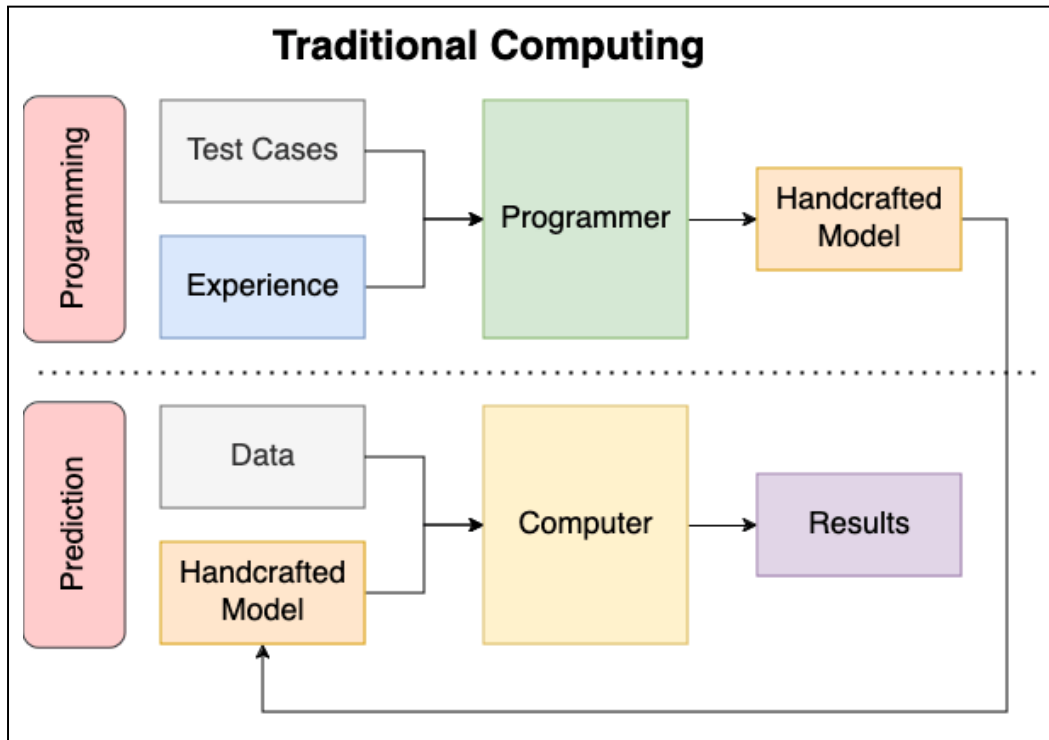 Traditional Computing
Programming
Test Cases
Experience
Programmer
Handcrafted
Model
Prediction
Data
Handcrafted
Model
Computer
Results